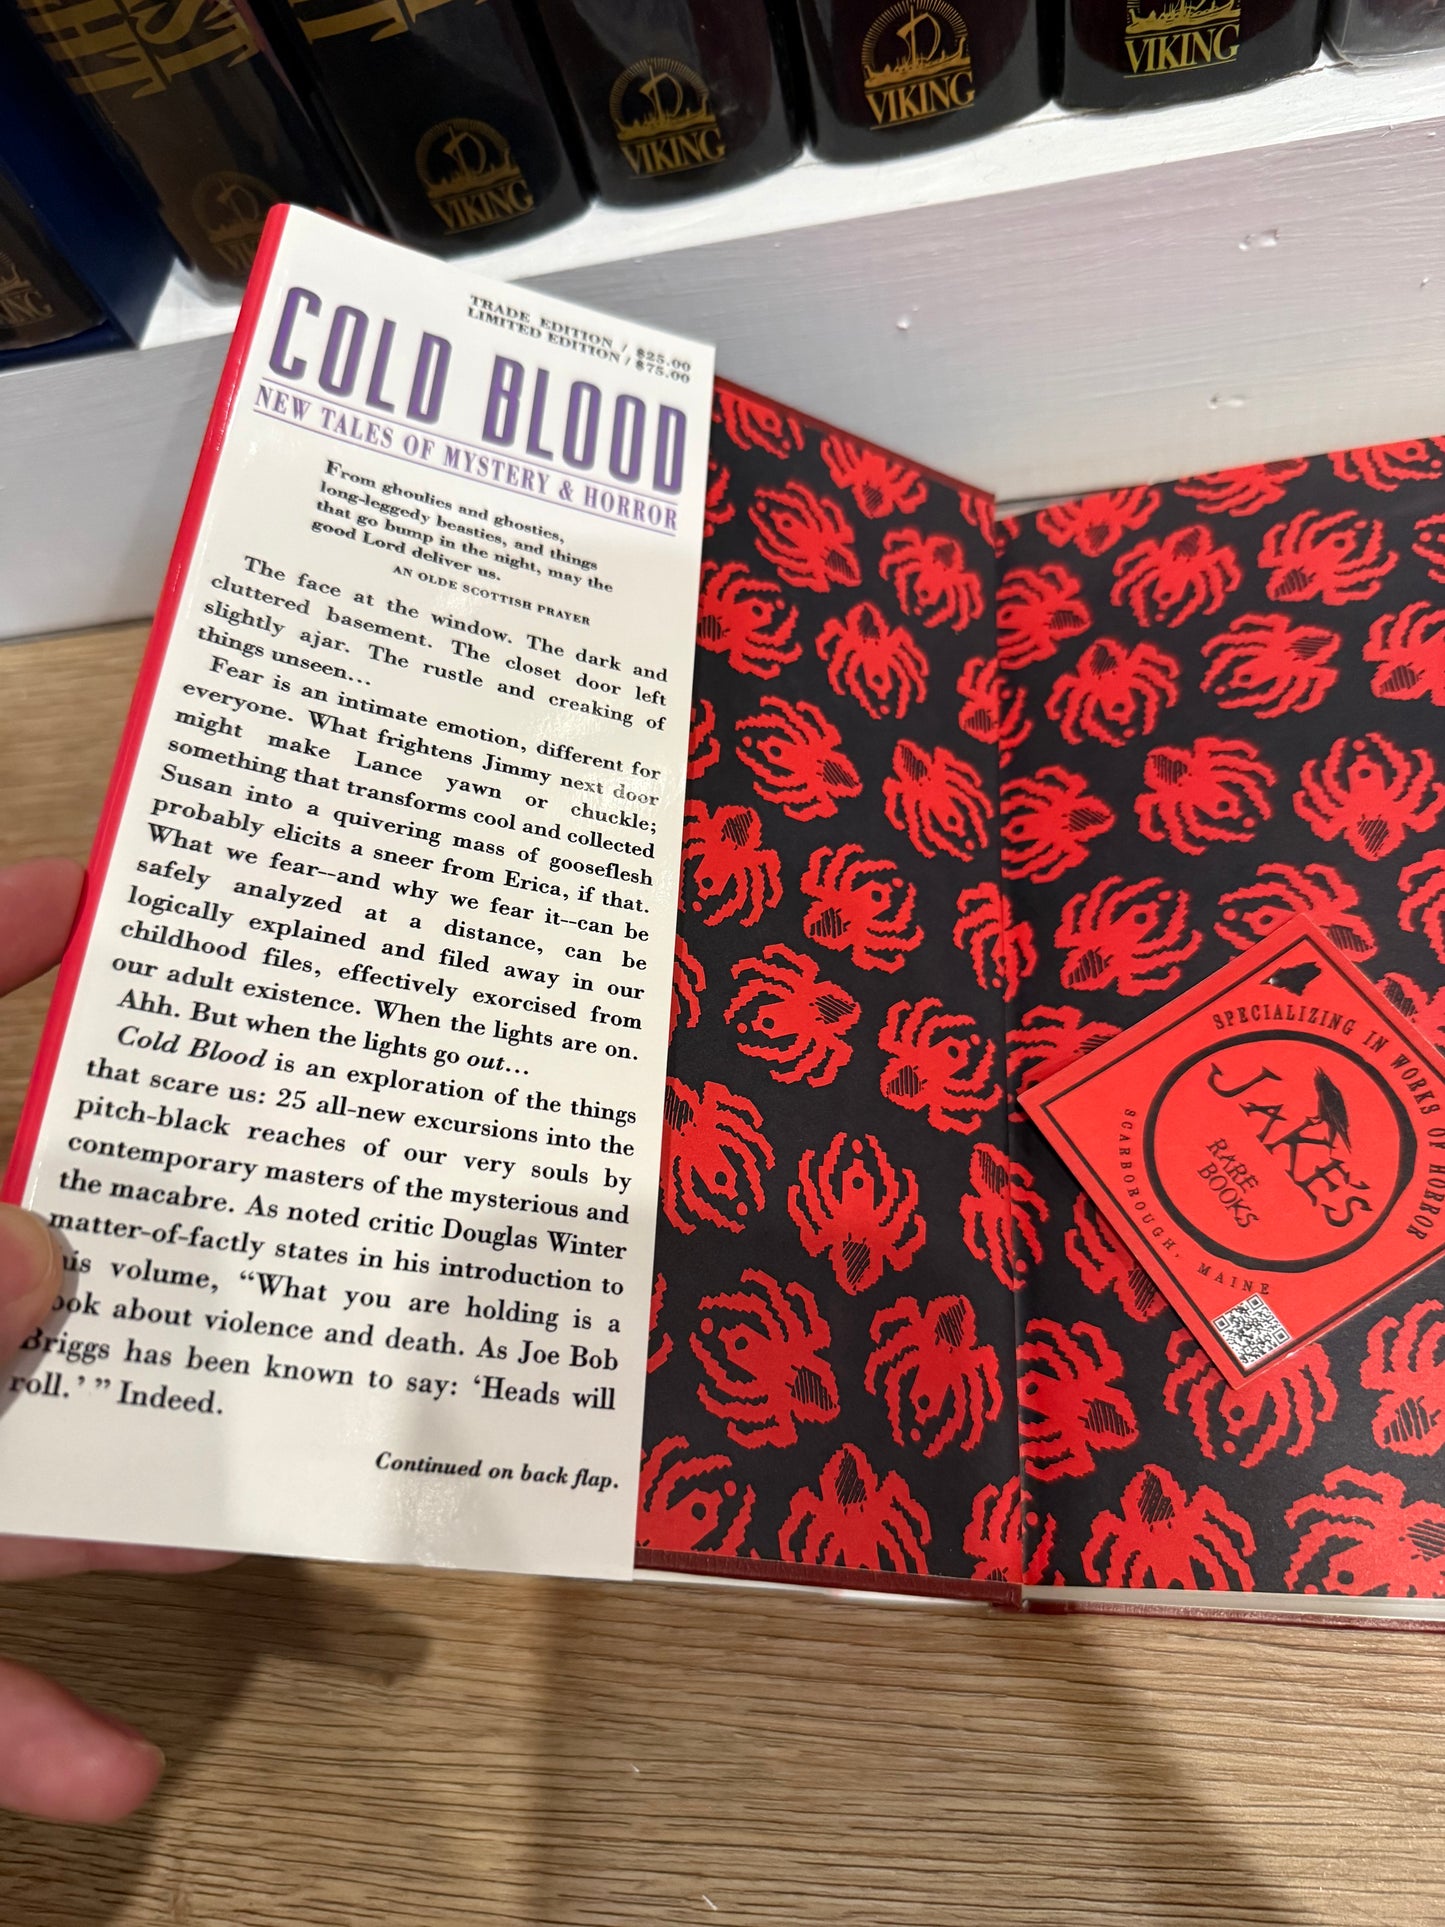 VIKING
VIKING
VIKING
VIKING
TRADE EDITION / $25.00
LIMITED EDITION / $75.00
COLD BLOOD
NEW TALES OF MYSTERY & HORROR
From ghoulies and ghosties,
long-leggedy beasties, and things
that go bump in the night, may the
good Lord deliver us.
AN OLDE SCOTTISH PRAYER
The face at the window. The dark and
cluttered basement. The closet door left
slightly ajar. The rustle and creaking of
things unseen...
Fear is an intimate emotion, different for
everyone. What frightens Jimmy next door
might make Lance yawn or chuckle;
something that transforms cool and collected
Susan into a quivering mass of gooseflesh
probably elicits a sneer from Erica, if that.
What we fear--and why we fear it--can be
safely analyzed at a distance, can be
logically explained and filed away in our
childhood files, effectively exorcised from
our adult existence. When the lights are on.
Ahh. But when the lights go out...
Cold Blood is an exploration of the things
that scare us: 25 all-new excursions into the
pitch-black reaches of our very souls by
contemporary masters of the mysterious and
the macabre. As noted critic Douglas Winter
matter-of-factly states in his introduction to
volume, “What you are holding is a
about violence and death. As Joe Bob
Briggs has been known to say: ‘Heads will
roll.’ ” Indeed.
Continued on back flap.
SPECIALIZING IN WORKS OF HORROR
JAKE'S
RARE
BOOKS
SCARBOROUGH, MAINE